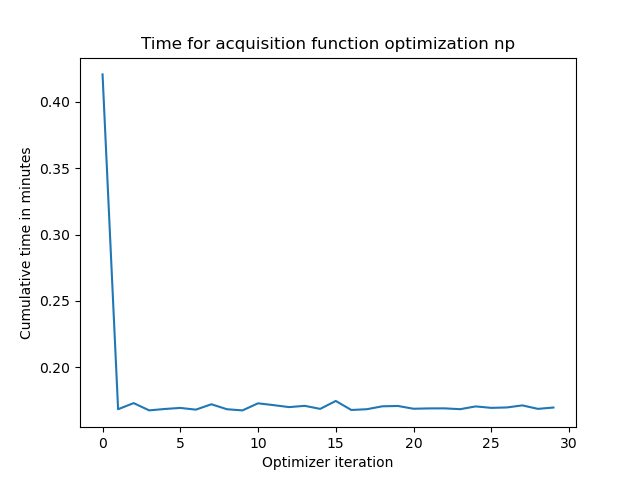 Time for acquisition function optimization np
0.40
0.35
0.30
0.25
0.20
Cumulative time in minutes
0 5 10 15 20 25 30
Optimizer iteration